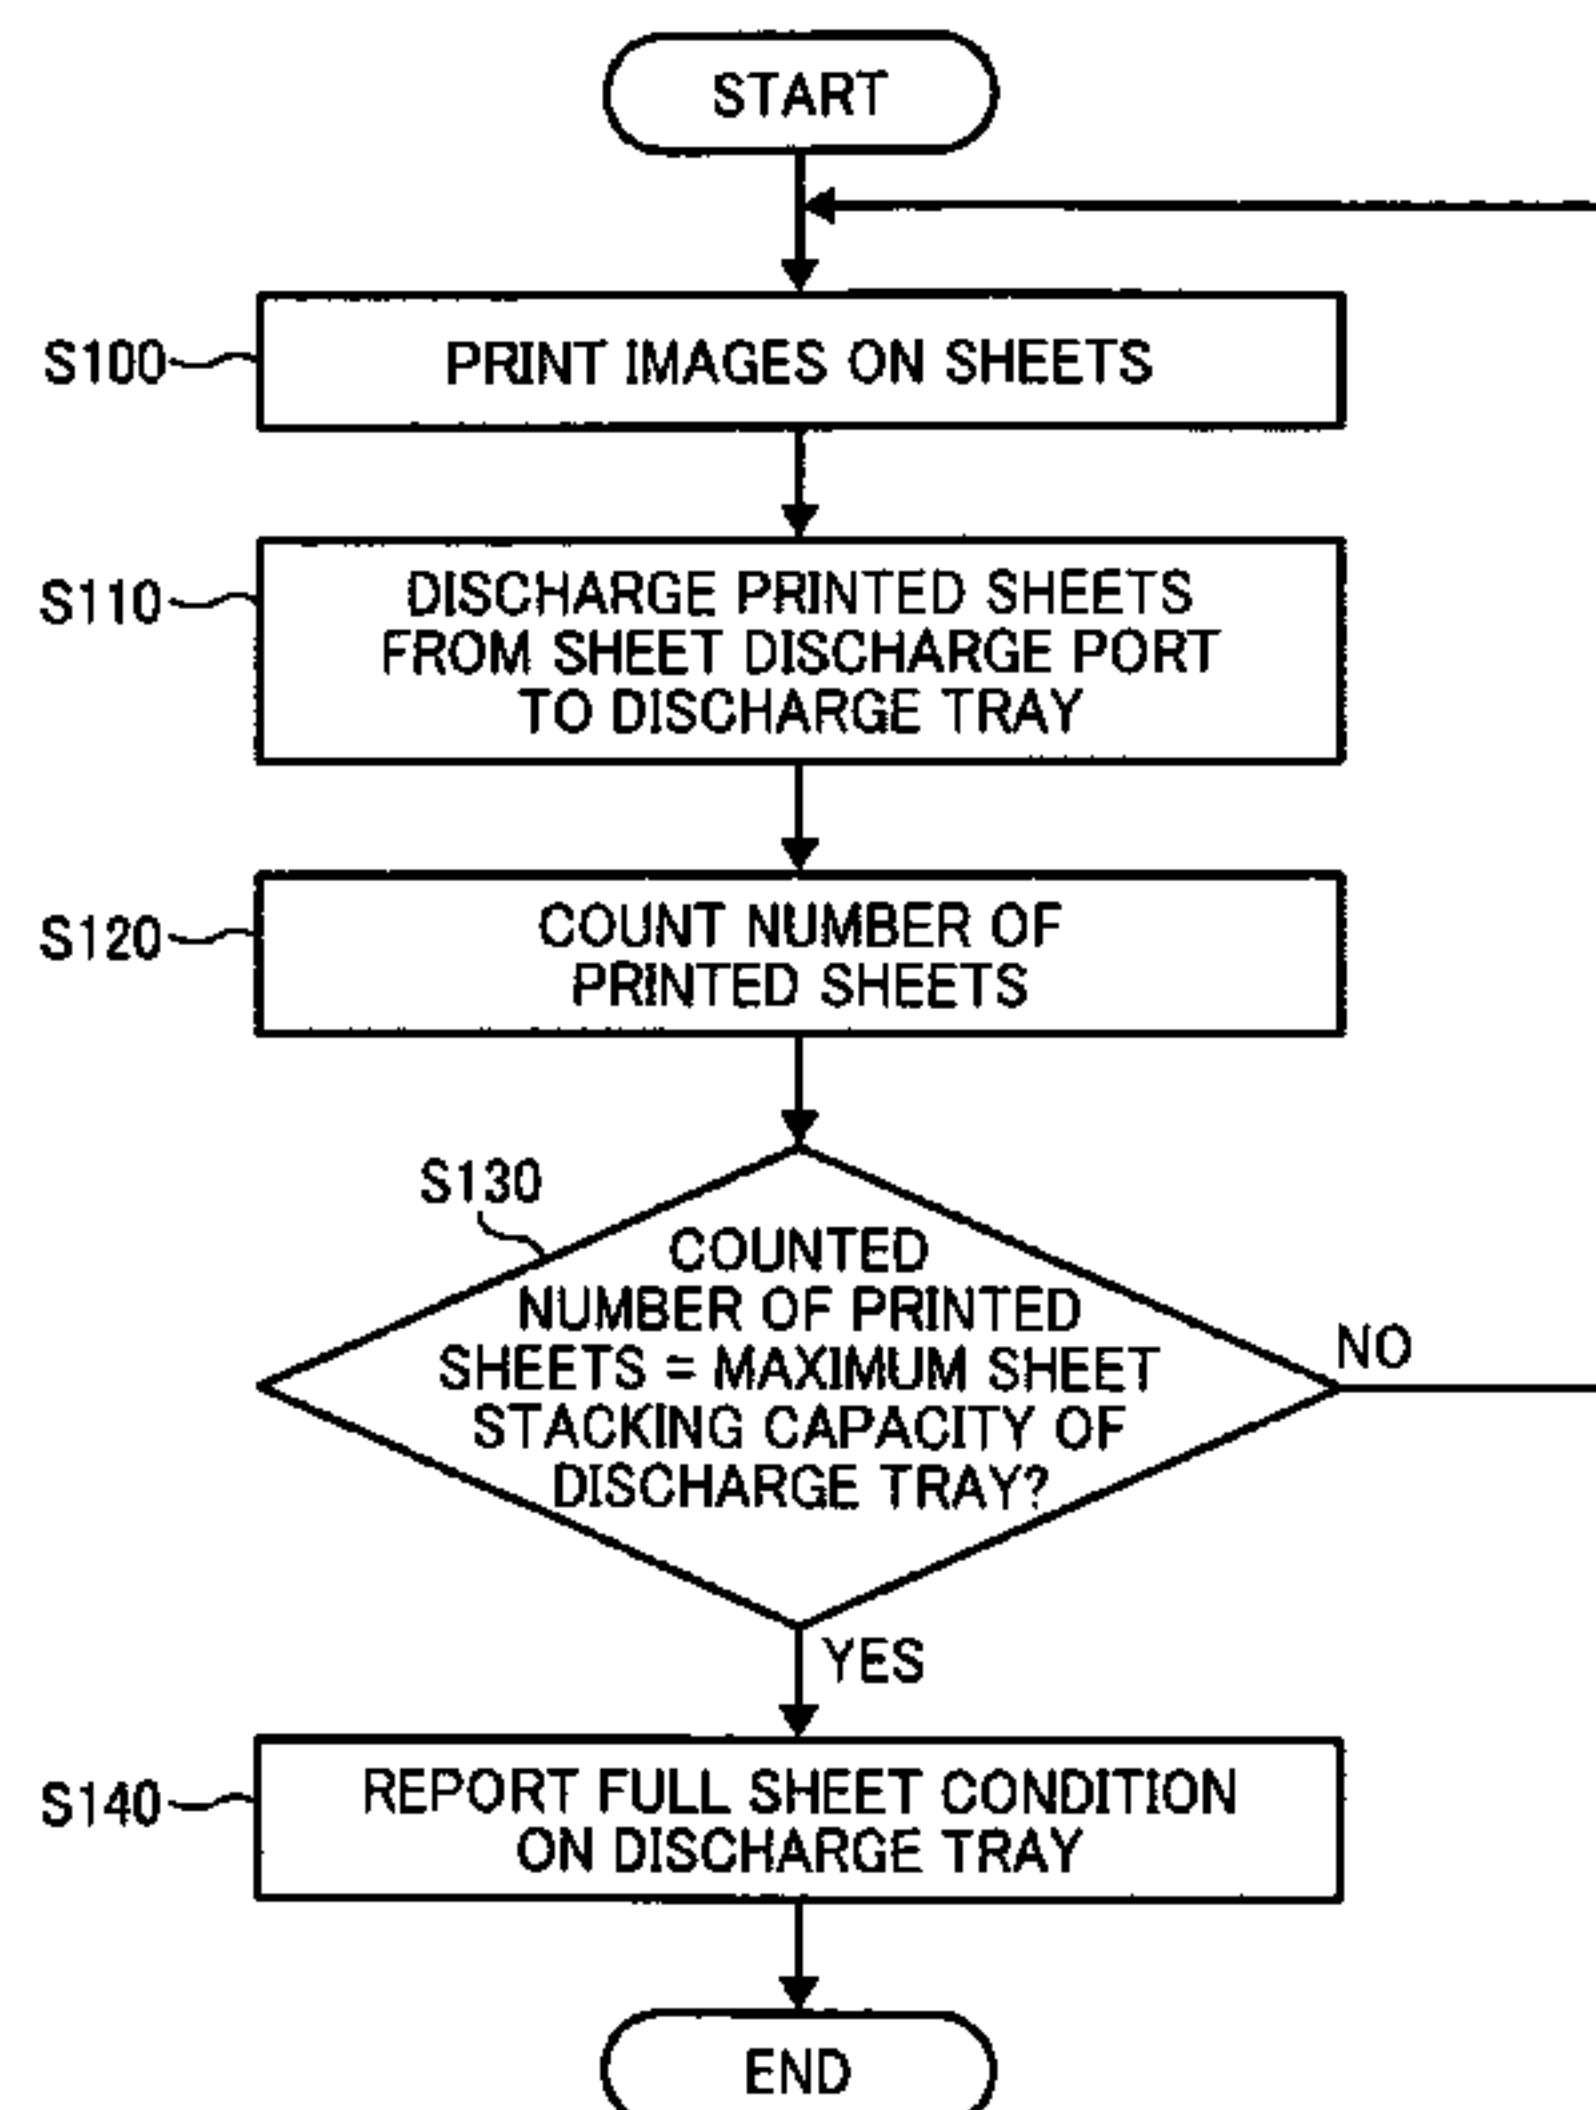 START
S100
PRINT IMAGES ON SHEETS
S110
DISCHARGE PRINTED SHEETS
FROM SHEET DISCHARGE PORT
TO DISCHARGE TRAY
S120
COUNT NUMBER OF
PRINTED SHEETS
S130
COUNTED
NUMBER OF PRINTED
SHEETS = MAXIMUM SHEET
STACKING CAPACITY OF
DISCHARGE TRAY?
NO
YES
S140
REPORT FULL SHEET CONDITION
ON DISCHARGE TRAY
END